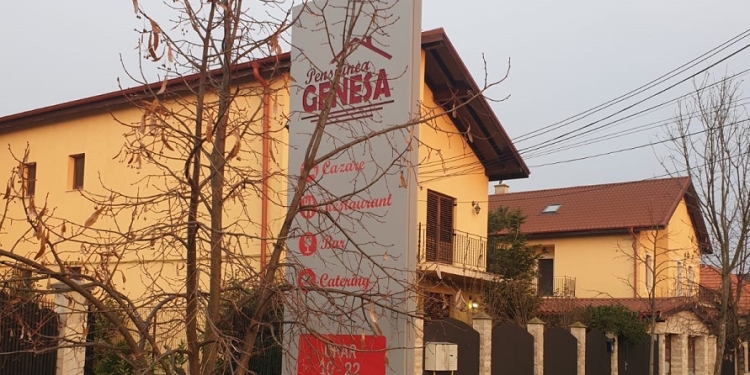 Pensiunea
GENESA
Cazare
Restaurant
Bar
Catering